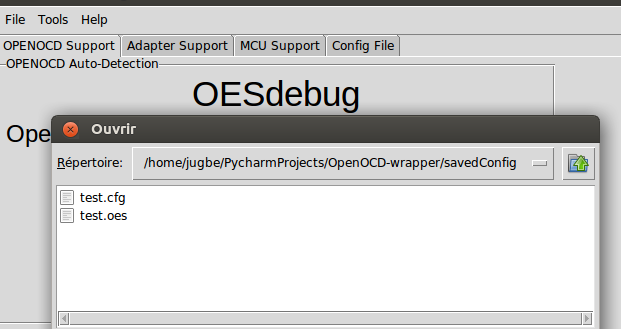 File Tools Help
OPENOCD Support Adapter Support MCU Support Config File
OPENOCD Auto-Detection
OESdebug
Ope
Ouvrir
Répertoire: /home/jugbe/PycharmProjects/OpenOCD-wrapper/savedConfig
test.cfg
test.oes